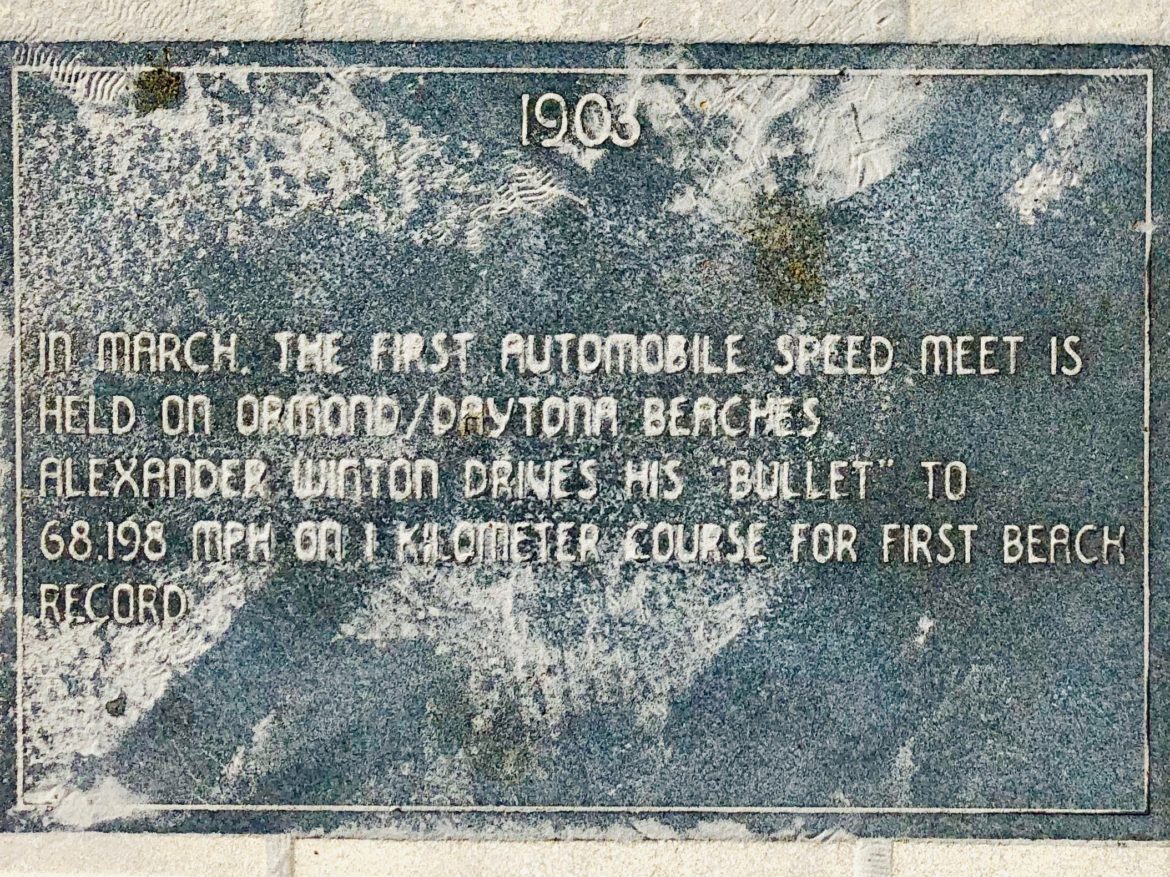 1903
IN MARCH, THE FIRST AUTOMOBILE SPEED MEET IS
HELD ON ORMOND/DAYTONA BEACHES
ALEXANDER WINTON DRIVES HIS "BULLET" TO
68.198 MPH ON 1 KILOMETER COURSE FOR FIRST BEACH
RECORD